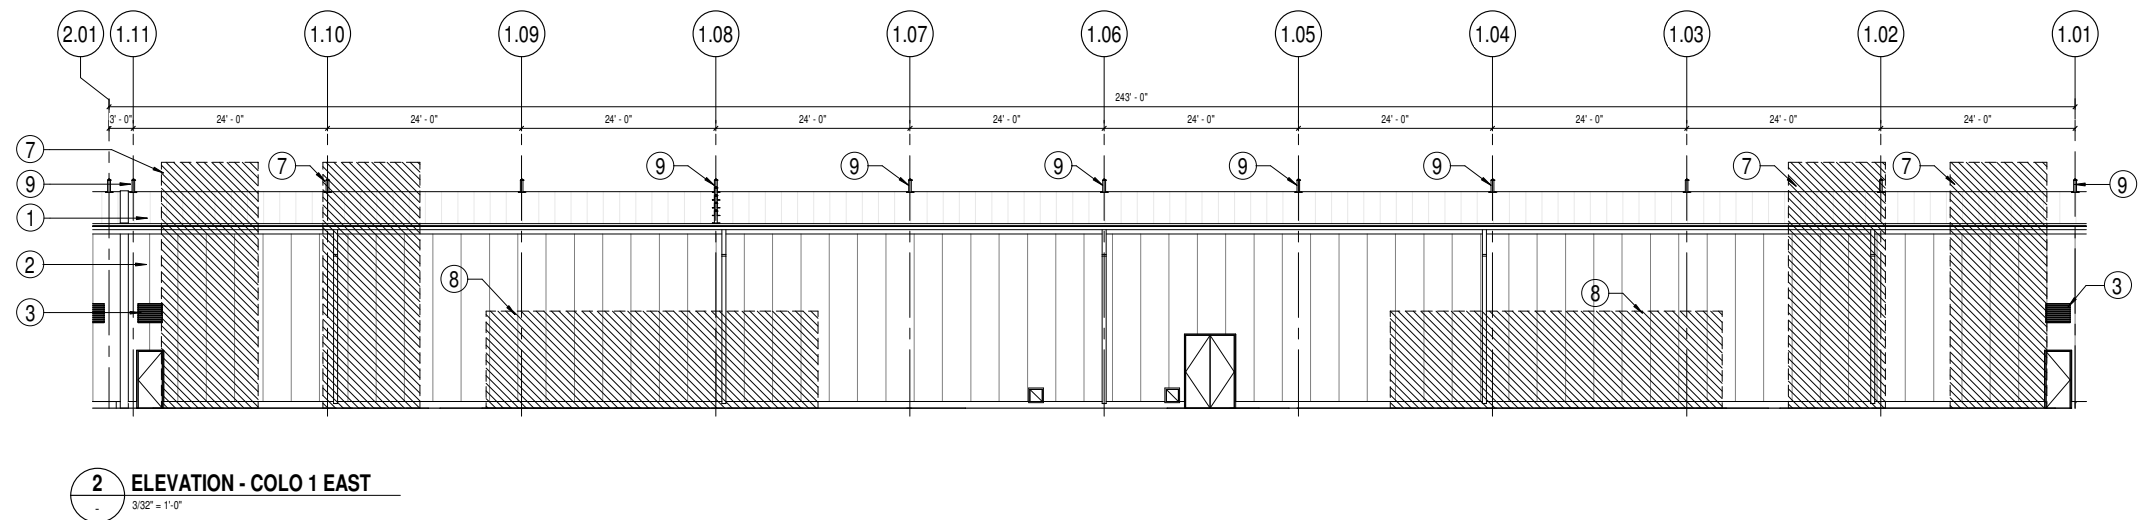 2.01 1.11 1.10 1.09 1.08 1.07 1.06 1.05 1.04 1.03 1.02 1.01
243' - 0"
3' - 0" 24' - 0" 24' - 0" 24' - 0" 24' - 0" 24' - 0" 24' - 0" 24' - 0" 24' - 0" 24' - 0" 24' - 0"
7
7 9 9 9 9 9 7 7
9 9
1
2
8
3 8 3
2 ELEVATION - COLO 1 EAST
-
3/32" = 1'-0"